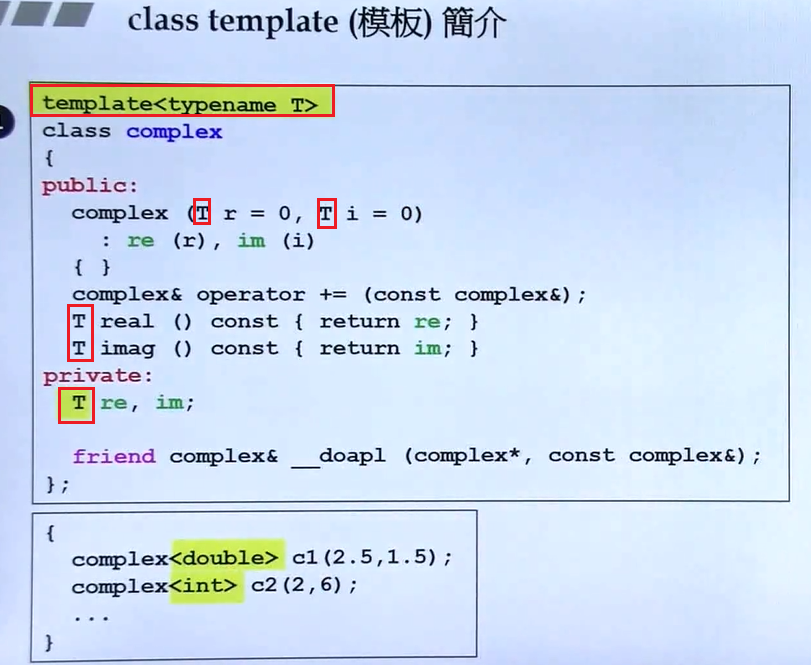 class template (模板) 簡介
template<typename T>
class complex
{
public:
complex (T r = 0, T i = 0)
: re (r), im (i)
{ }
complex& operator += (const complex&);
T real () const { return re; }
T imag () const { return im; }
private:
T re, im;
friend complex& __doapl (complex*, const complex&);
};
{
complex<double> c1(2.5,1.5);
complex<int> c2(2,6);
...
}